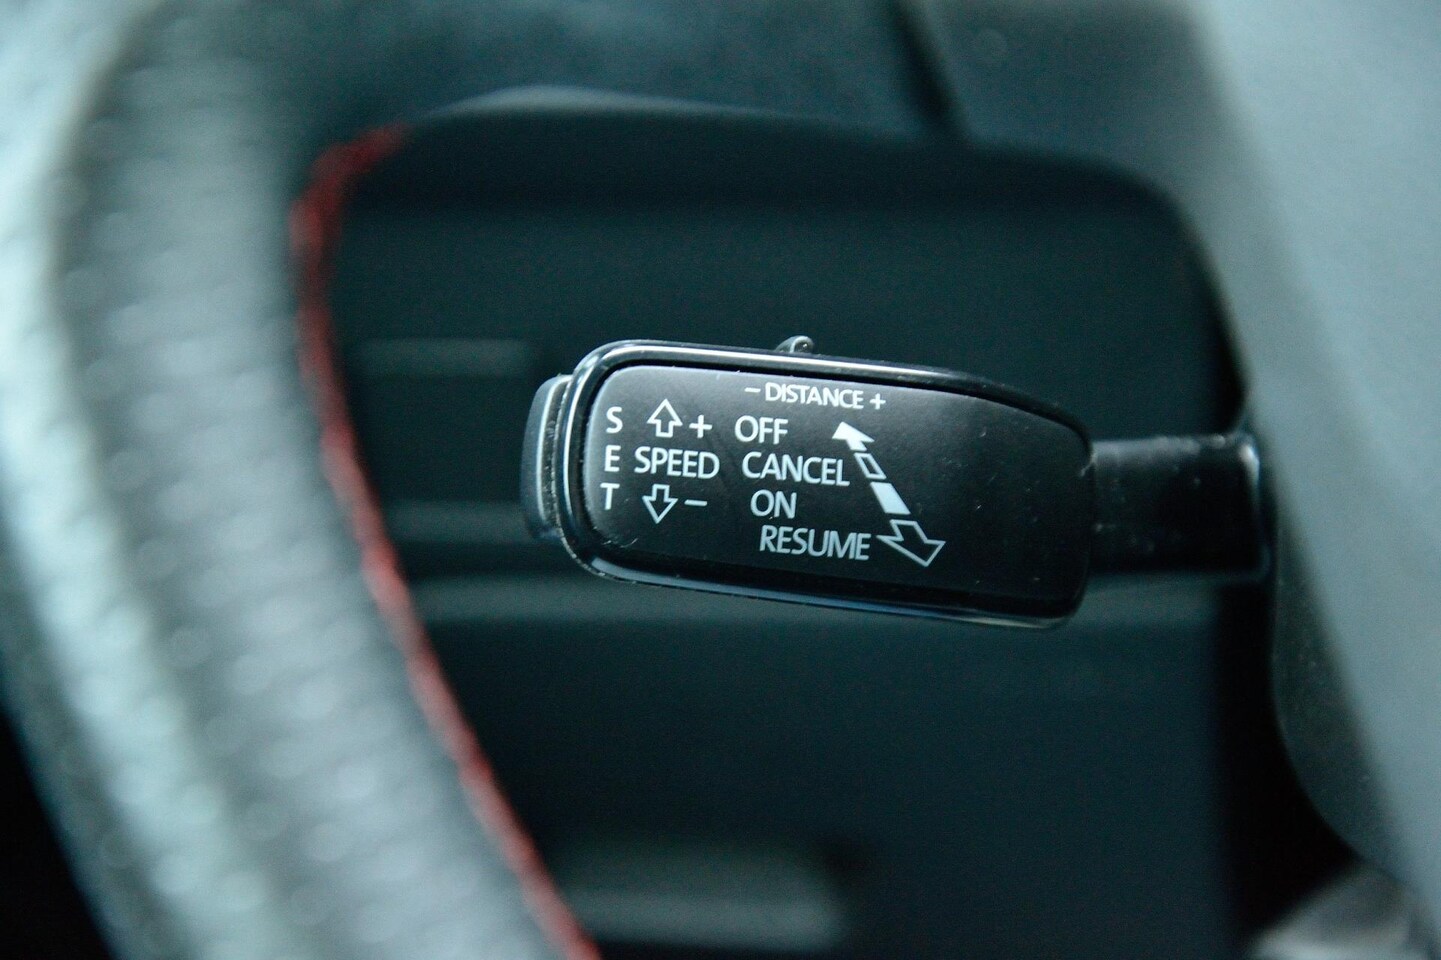 – DISTANCE +
S + OFF
E SPEED CANCEL
T – ON
RESUME